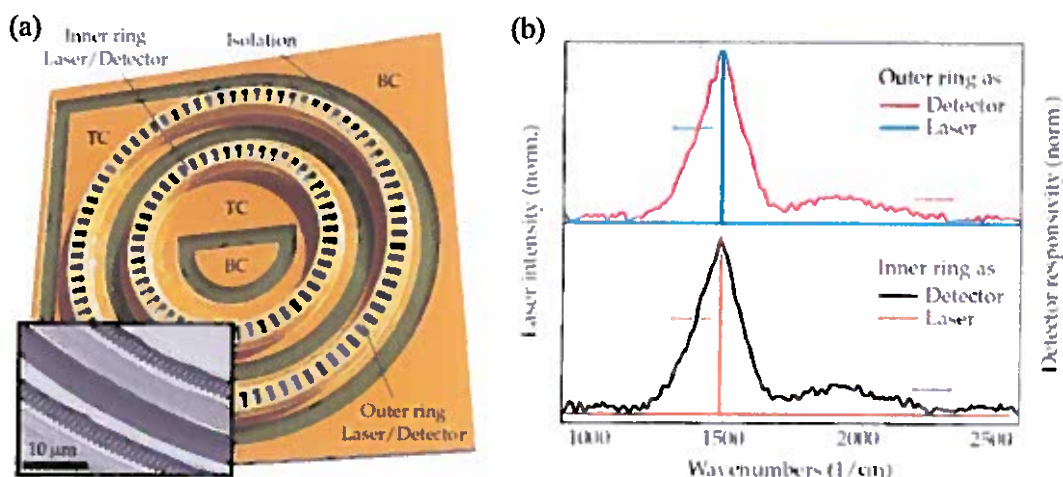 (a)
Inner ring
Laser/Detector
Isolation
BC
TC
TC
BC
10 µm
Outer ring
Laser/Detector
(b)
Laser intensity (norm.)
Outer ring as
Detector
Laser
Inner ring as
Detector
Laser
Detector responsivity (norm)
1000 1500 2000 2500
Wavenumbers (1/cm)